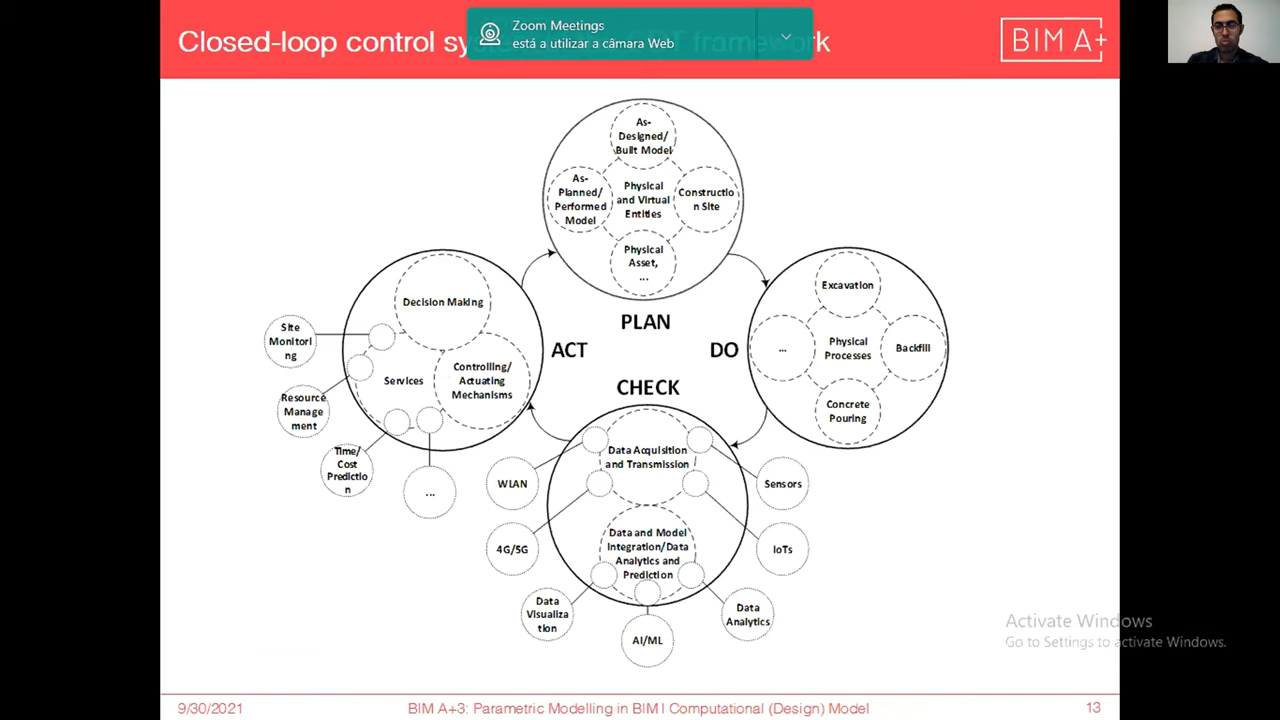 Closed-loop control sy
k
Zoom Meetings
está a utilizar a câmara Web
BIM A+
As-
Designed/
Built Model
As-
Planned/
Performed
Model
Physical
and Virtual
Entities
Constructio
n Site
Physical
Asset,
...
PLAN
ACT
DO
CHECK
Decision Making
Controlling/
Actuating
Mechanisms
Services
Site
Monitori
ng
Resource
Manage
ment
Time/
Cost
Predictio
n
...
Excavation
...
Physical
Processes
Backfill
Concrete
Pouring
Data Acquisition
and Transmission
WLAN
Sensors
4G/5G
IoTs
Data and Model
Integration/Data
Analytics and
Prediction
Data
Visualiza
tion
AI/ML
Data
Analytics
Activate Windows
Go to Settings to activate Windows.
9/30/2021
BIM A+3: Parametric Modelling in BIM I Computational (Design) Model
13